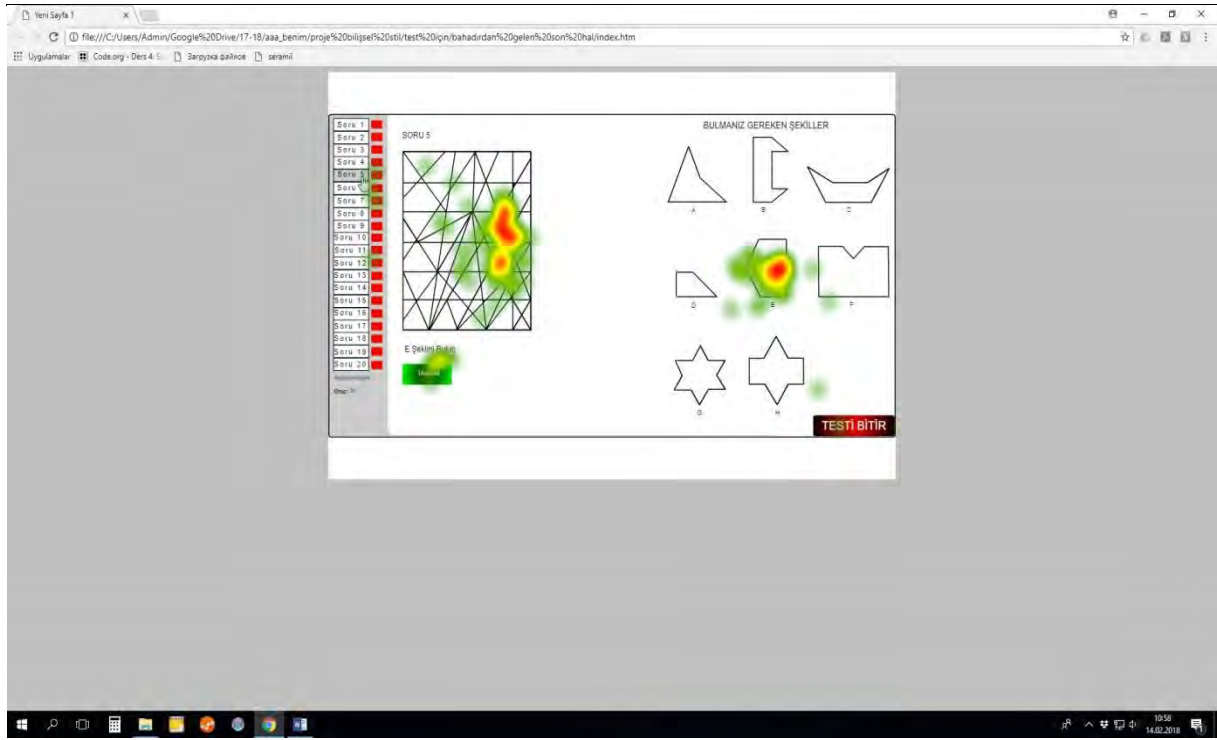 Yeni Sayfa 1
file:///C:/Users/Admin/Google%20Drive/17-18/aaa_benim/proje%20bilişsel%20stil/test%20için/bahadırdan%20gelen%20son%20hal/index.htm
Uygulamalar Code.org - Ders 4: Загрузка файлов seramil
Soru 1
Soru 2
Soru 3
Soru 4
Soru 5
Soru
Soru 7
Soru 8
Soru 9
Soru 10
Soru 11
Soru 12
Soru 13
Soru 14
Soru 15
Soru 16
Soru 17
Soru 18
Soru 19
Soru 20
SORU 5
E Şeklini Bulun
BULMANIZ GEREKEN ŞEKİLLER
A B C
D E F
G H
TESTİ BİTİR
10:58
14.02.2018